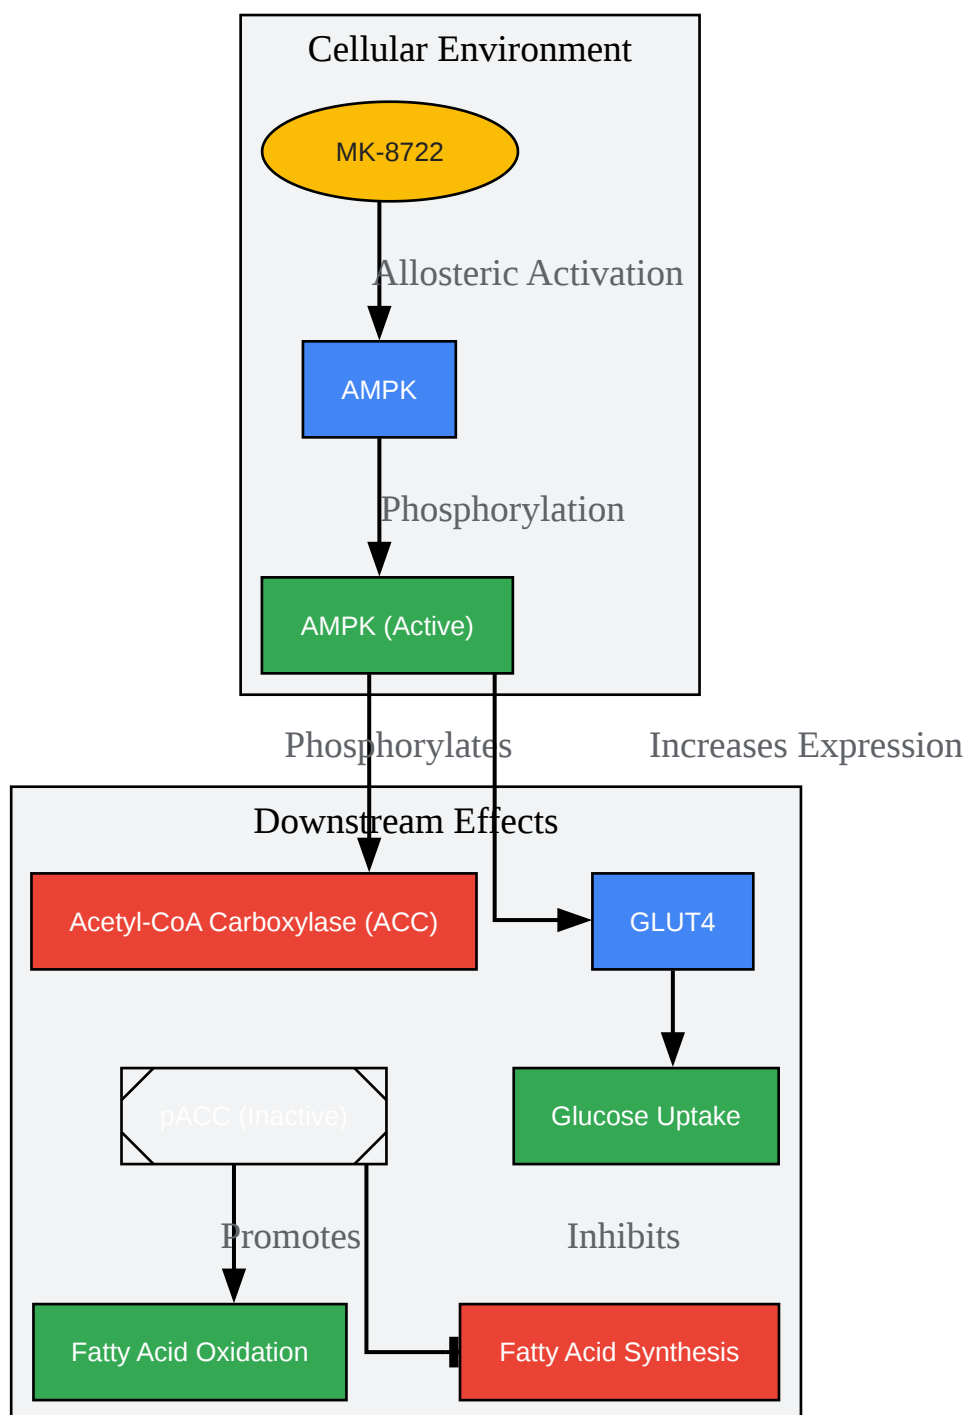 Cellular Environment
MK-8722
Allosteric Activation
AMPK
Phosphorylation
AMPK (Active)
Phosphorylates
Increases Expression
Downstream Effects
Acetyl-CoA Carboxylase (ACC)
GLUT4
pACC (Inactive)
Glucose Uptake
Promotes
Inhibits
Fatty Acid Oxidation
Fatty Acid Synthesis